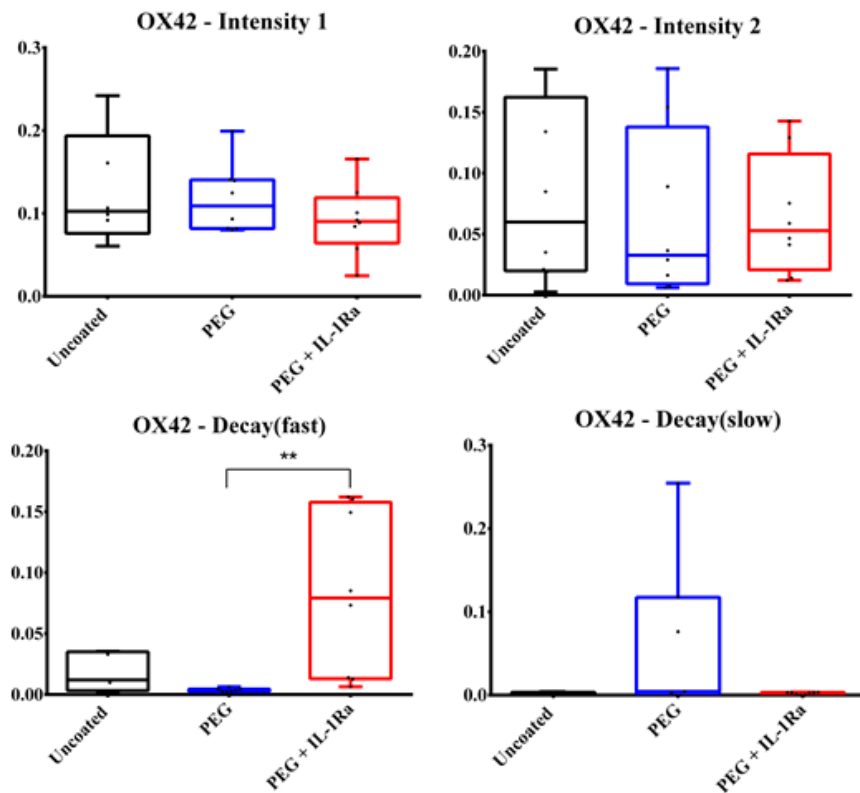 OX42 - Intensity 1
0.3
0.2
0.1
0.0
Uncoated
PEG
PEG + IL-1Ra
OX42 - Intensity 2
0.20
0.15
0.10
0.05
0.00
Uncoated
PEG
PEG + IL-1Ra
OX42 - Decay(fast)
**
0.20
0.15
0.10
0.05
0.00
Uncoated
PEG
PEG + IL-1Ra
OX42 - Decay(slow)
0.3
0.2
0.1
0.0
Uncoated
PEG
PEG + IL-1Ra